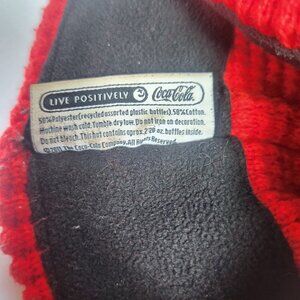 LIVE POSITIVELY Coca-Cola
50%Polyester(recycled assorted plastic bottles). 50%Cotton.
Machine wash cold. Tumble dry low. Do not iron on decoration.
Do not bleach. This hat contains aprox. 2 20 oz. bottles inside.
© 2011, The Coca-Cola Company. All Rights Reserved.